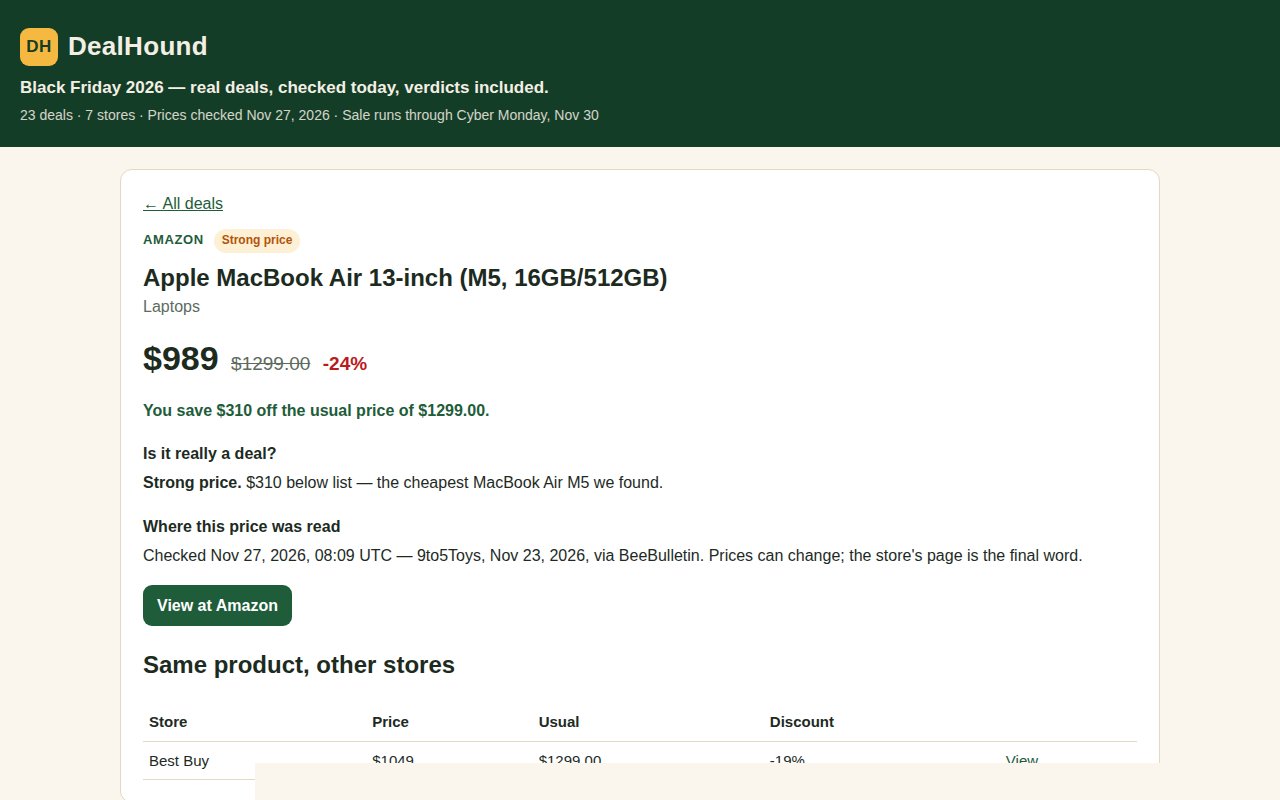 DH DealHound
Black Friday 2026 — real deals, checked today, verdicts included.
23 deals · 7 stores · Prices checked Nov 27, 2026 · Sale runs through Cyber Monday, Nov 30
← All deals
AMAZON Strong price
Apple MacBook Air 13-inch (M5, 16GB/512GB)
Laptops
$989 $1299.00 -24%
You save $310 off the usual price of $1299.00.
Is it really a deal?
Strong price. $310 below list — the cheapest MacBook Air M5 we found.
Where this price was read
Checked Nov 27, 2026, 08:09 UTC — 9to5Toys, Nov 23, 2026, via BeeBulletin. Prices can change; the store's page is the final word.
View at Amazon
Same product, other stores
Store Price Usual Discount
Best Buy $1049 $1299.00 -19% View